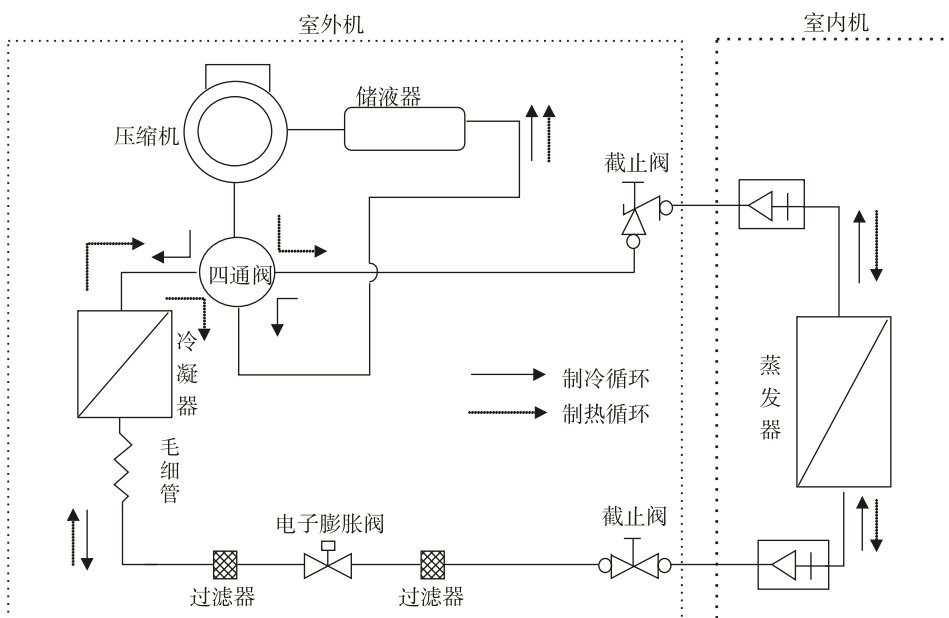 室外机
室内机
储液器
压缩机
截止阀
四通阀
冷凝器
制冷循环
制热循环
蒸发器
毛细管
电子膨胀阀
截止阀
过滤器
过滤器